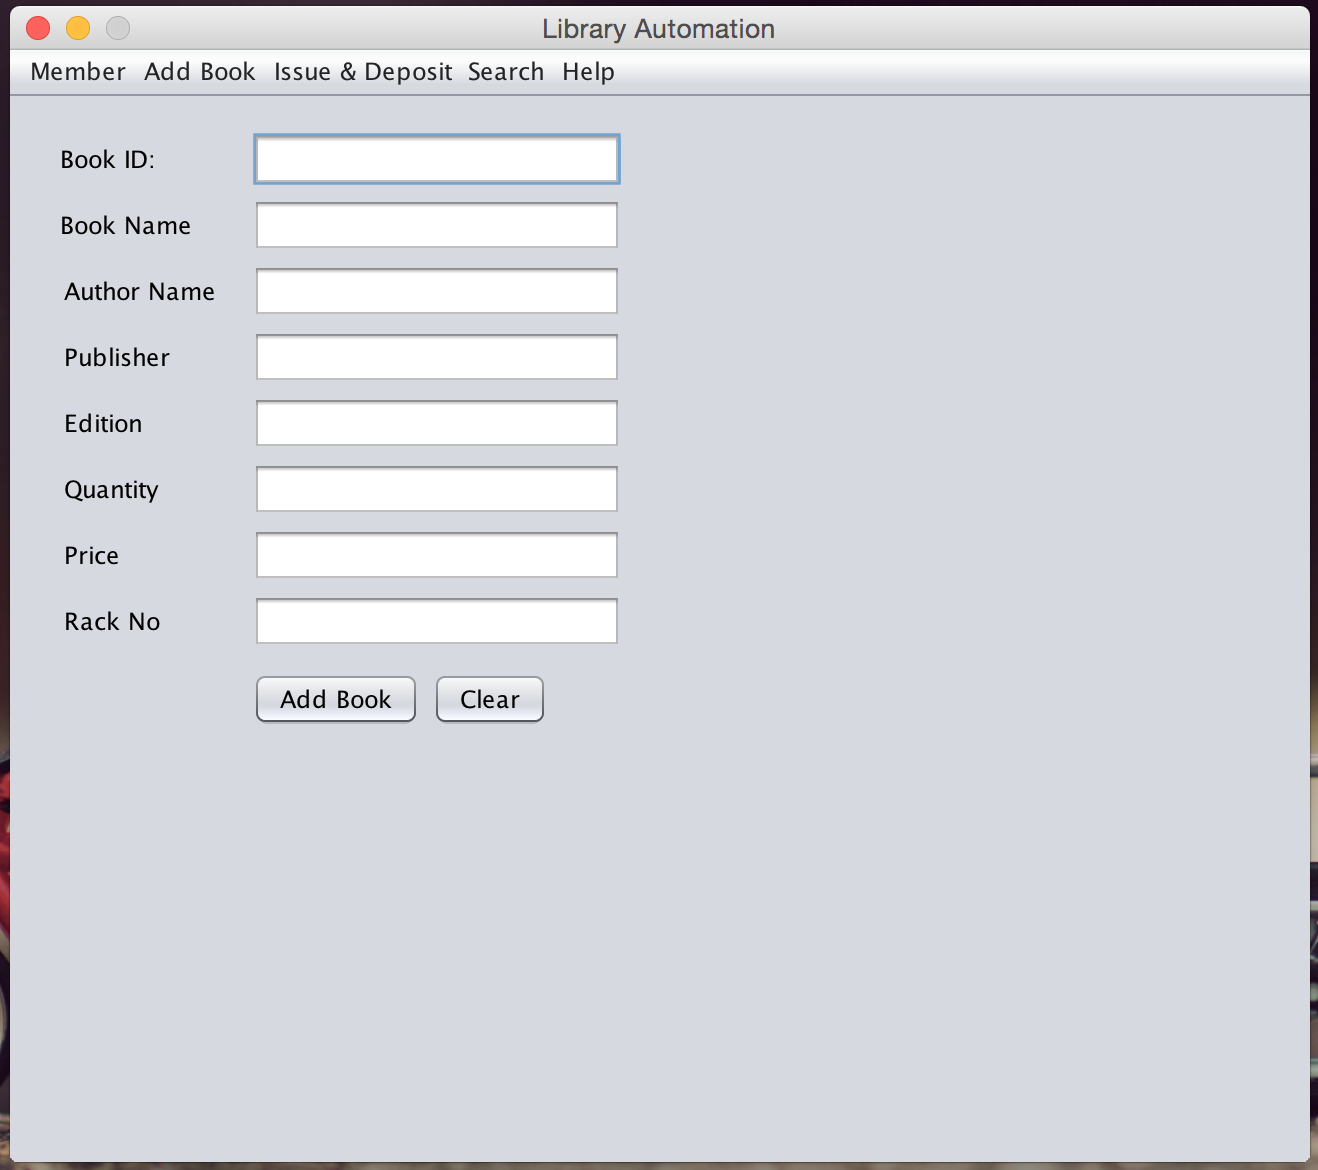 Library Automation
Member Add Book Issue & Deposit Search Help
Book ID:
Book Name
Author Name
Publisher
Edition
Quantity
Price
Rack No
Add Book Clear